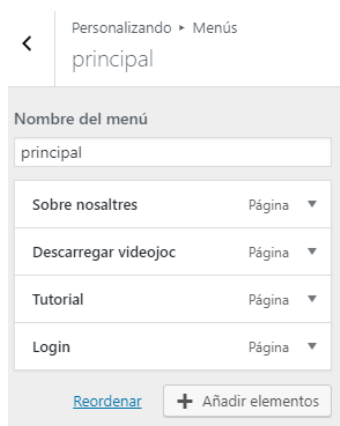 Personalizando ▸ Menús
principal
Nombre del menú
principal
Sobre nosaltres Página
Descarregar videojoc Página
Tutorial Página
Login Página
Reordenar + Añadir elementos